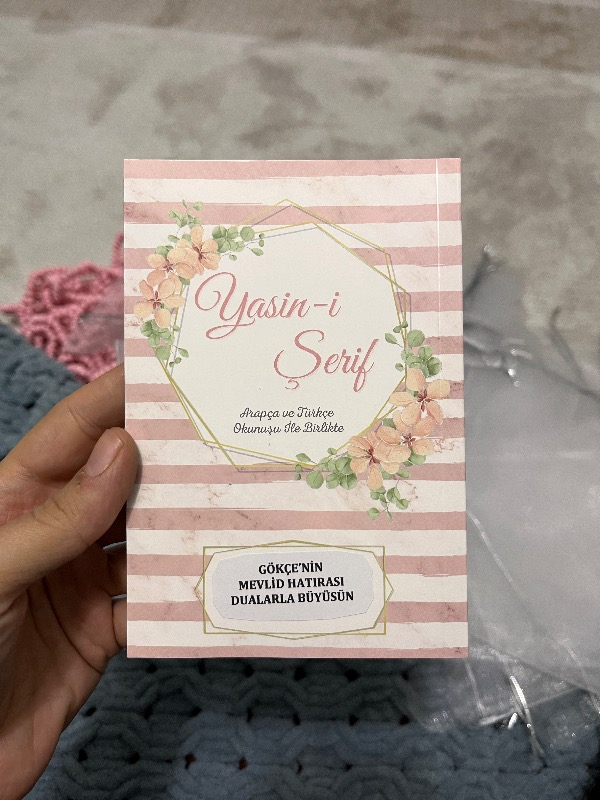 Yasin-i
Şerif
Arapça ve Türkçe
Okunuşu İle Birlikte
GÖKÇE'NİN
MEVLİD HATIRASI
DUALARLA BÜYÜSÜN